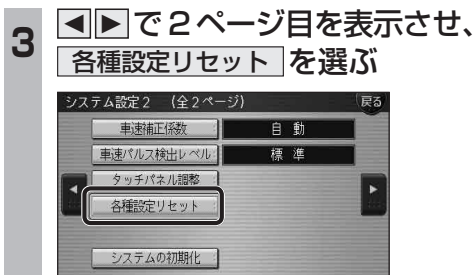 3
◀▶で２ページ目を表示させ、
各種設定リセット を選ぶ
システム設定２　（全２ページ）　戻る
車速補正係数　自 動
車速パルス検出レベル　標 準
タッチパネル調整
◀　▶
各種設定リセット
システムの初期化